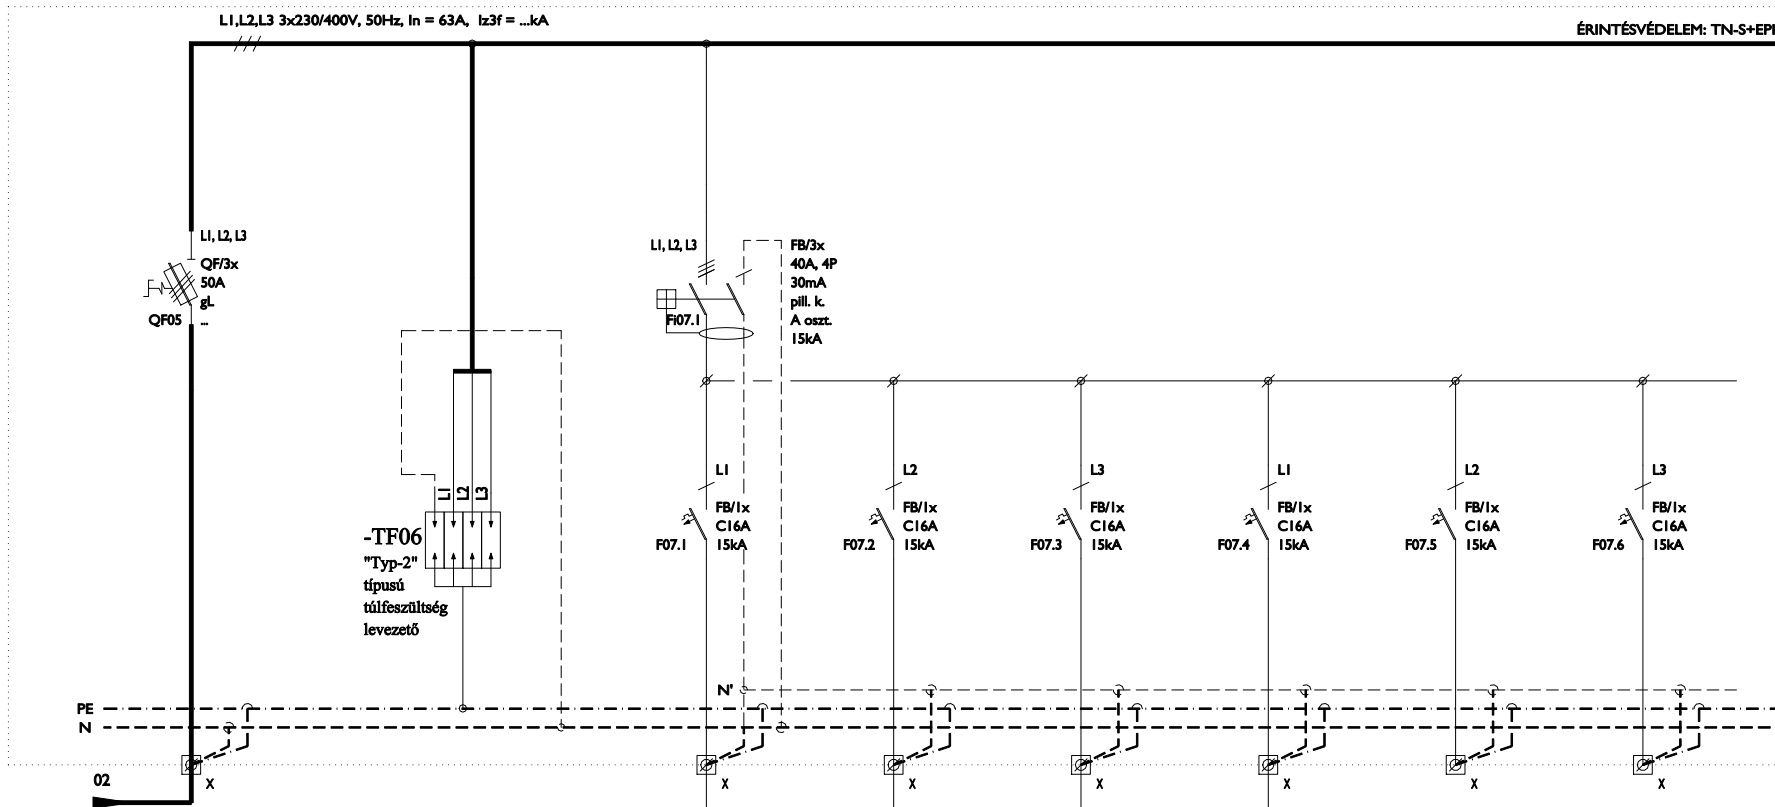 L1,L2,L3 3x230/400V, 50Hz, In = 63A, Iz3f = ...kA
ÉRINTÉSVÉDELEM: TN-S+EPH
L1, L2, L3
QF/3x
50A
gL
...
QF05
L1, L2, L3
FB/3x
40A, 4P
30mA
pill. k.
A oszt.
15kA
Fi07.1
L1
L2
L3
-TF06
"Typ-2"
típusú
túlfeszültség
levezető
L1
FB/1x
C16A
15kA
F07.1
L2
FB/1x
C16A
15kA
F07.2
L3
FB/1x
C16A
15kA
F07.3
L1
FB/1x
C16A
15kA
F07.4
L2
FB/1x
C16A
15kA
F07.5
L3
FB/1x
C16A
15kA
F07.6
N'
PE
N
02
X
X
X
X
X
X
X